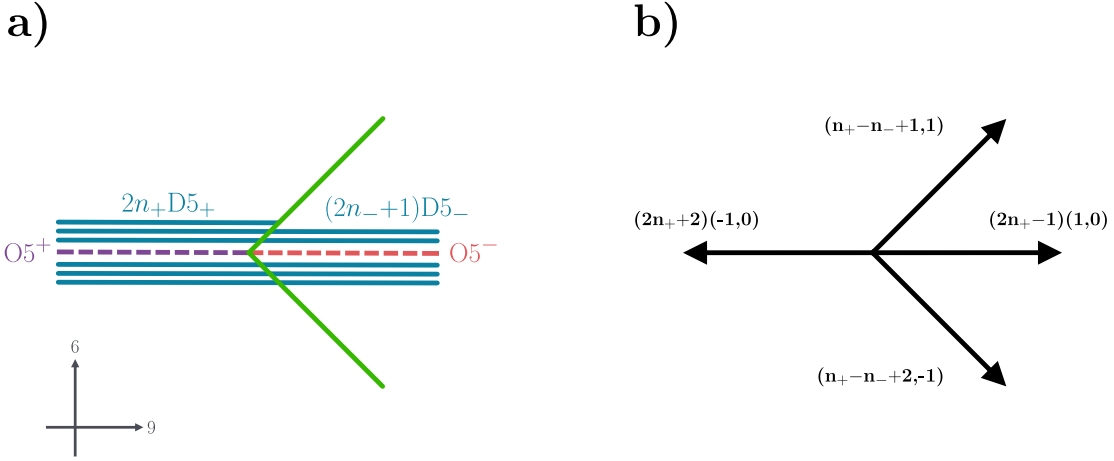 a)
2n₊D5₊
(2n₋+1)D5₋
O5⁺
O5⁻
6
9
b)
(n₊−n₋+1,1)
(2n₊+2)(-1,0)
(2n₊−1)(1,0)
(n₊−n₋+2,-1)